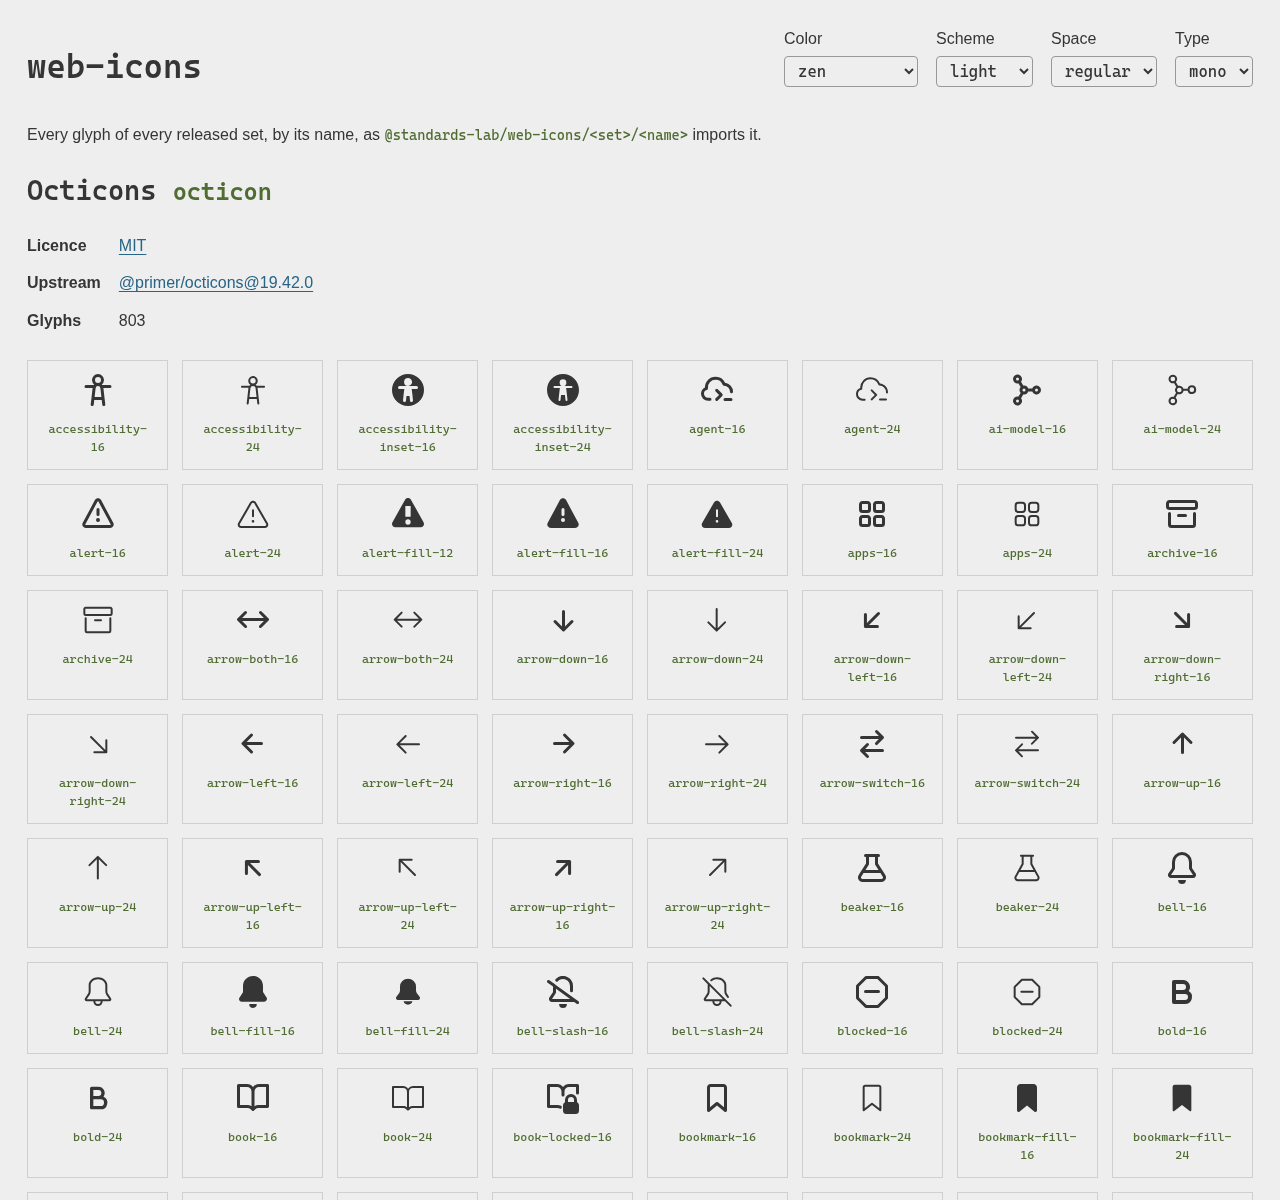 web-icons
Color Scheme Space Type
zen light regular mono
Every glyph of every released set, by its name, as @standards-lab/web-icons/<set>/<name> imports it.
Octicons octicon
Licence MIT
Upstream @primer/octicons@19.42.0
Glyphs 803
accessibility- accessibility- accessibility- accessibility- agent-16 agent-24 ai-model-16 ai-model-24
16 24 inset-16 inset-24
alert-16 alert-24 alert-fill-12 alert-fill-16 alert-fill-24 apps-16 apps-24 archive-16
archive-24 arrow-both-16 arrow-both-24 arrow-down-16 arrow-down-24 arrow-down- arrow-down- arrow-down-
left-16 left-24 right-16
arrow-down- arrow-left-16 arrow-left-24 arrow-right-16 arrow-right-24 arrow-switch-16 arrow-switch-24 arrow-up-16
right-24
arrow-up-24 arrow-up-left- arrow-up-left- arrow-up-right- arrow-up-right- beaker-16 beaker-24 bell-16
16 24 16 24
bell-24 bell-fill-16 bell-fill-24 bell-slash-16 bell-slash-24 blocked-16 blocked-24 bold-16
bold-24 book-16 book-24 book-locked-16 bookmark-16 bookmark-24 bookmark-fill- bookmark-fill-
16 24